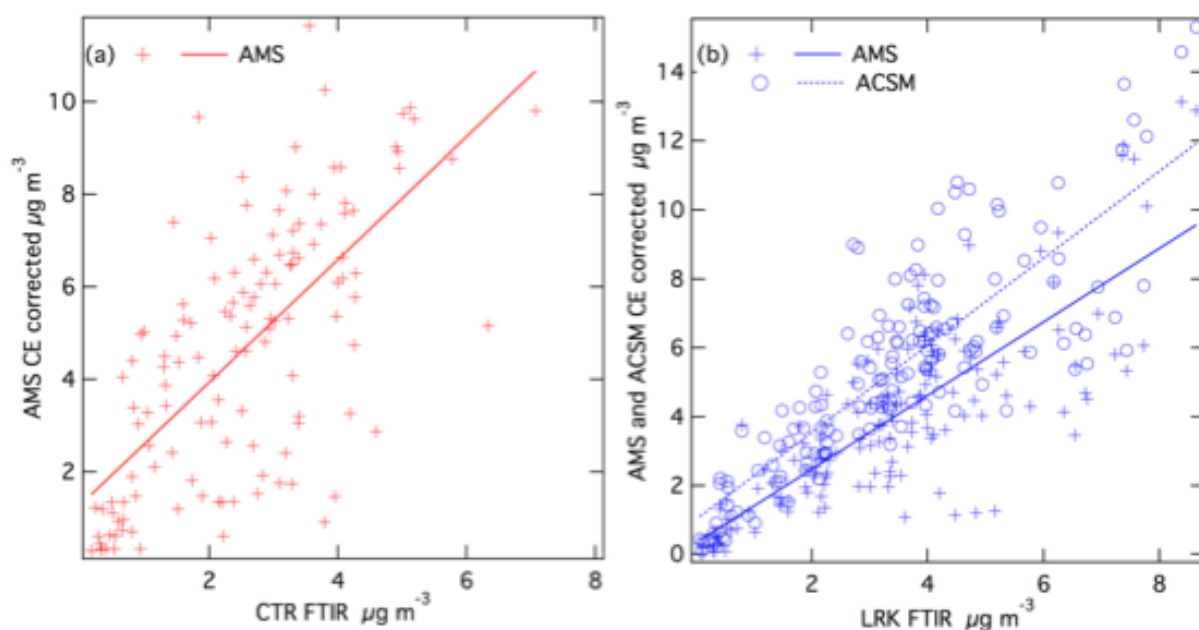 (a)
AMS
AMS CE corrected µg m-3
10
8
6
4
2
2
4
6
8
CTR FTIR µg m-3
(b)
AMS
ACSM
AMS and ACSM CE corrected µg m-3
14
12
10
8
6
4
2
0
2
4
6
8
LRK FTIR µg m-3